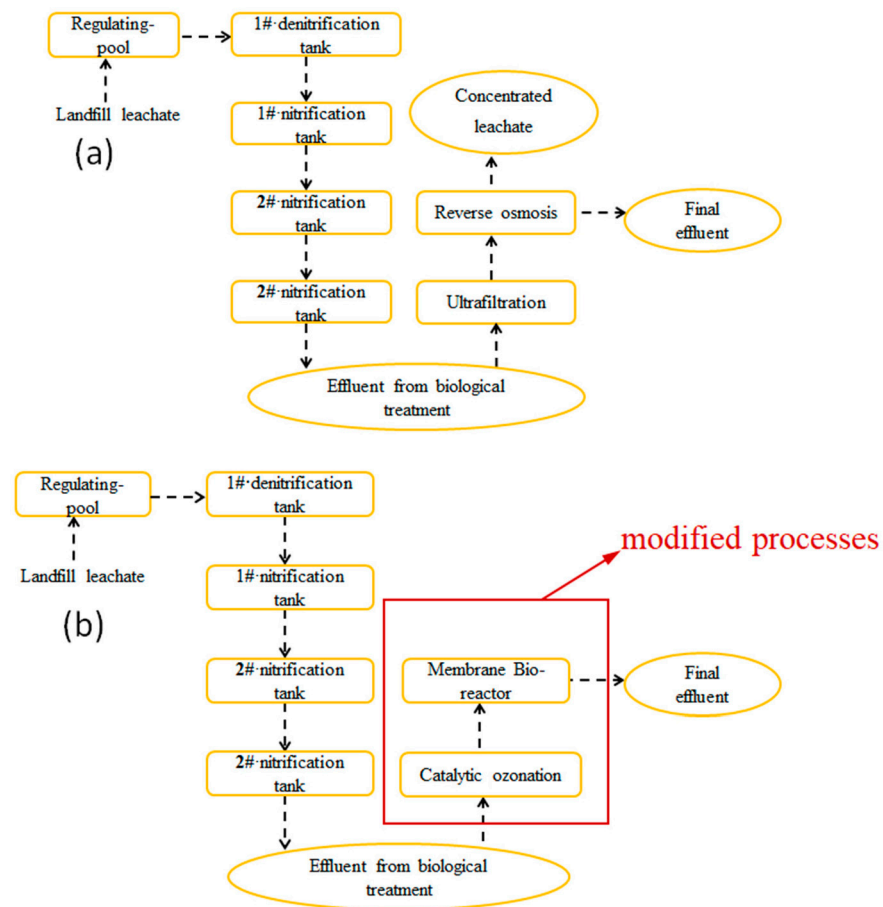 Regulating-
pool
1#·denitrification
tank
Landfill leachate
(a)
1#·nitrification
tank
Concentrated
leachate
2#·nitrification
tank
Reverse osmosis
Final
effluent
2#·nitrification
tank
Ultrafiltration
Effluent from biological
treatment
Regulating-
pool
1#·denitrification
tank
modified processes
Landfill leachate
(b)
1#·nitrification
tank
2#·nitrification
tank
Membrane Bio-
reactor
Final
effluent
2#·nitrification
tank
Catalytic ozonation
Effluent from biological
treatment